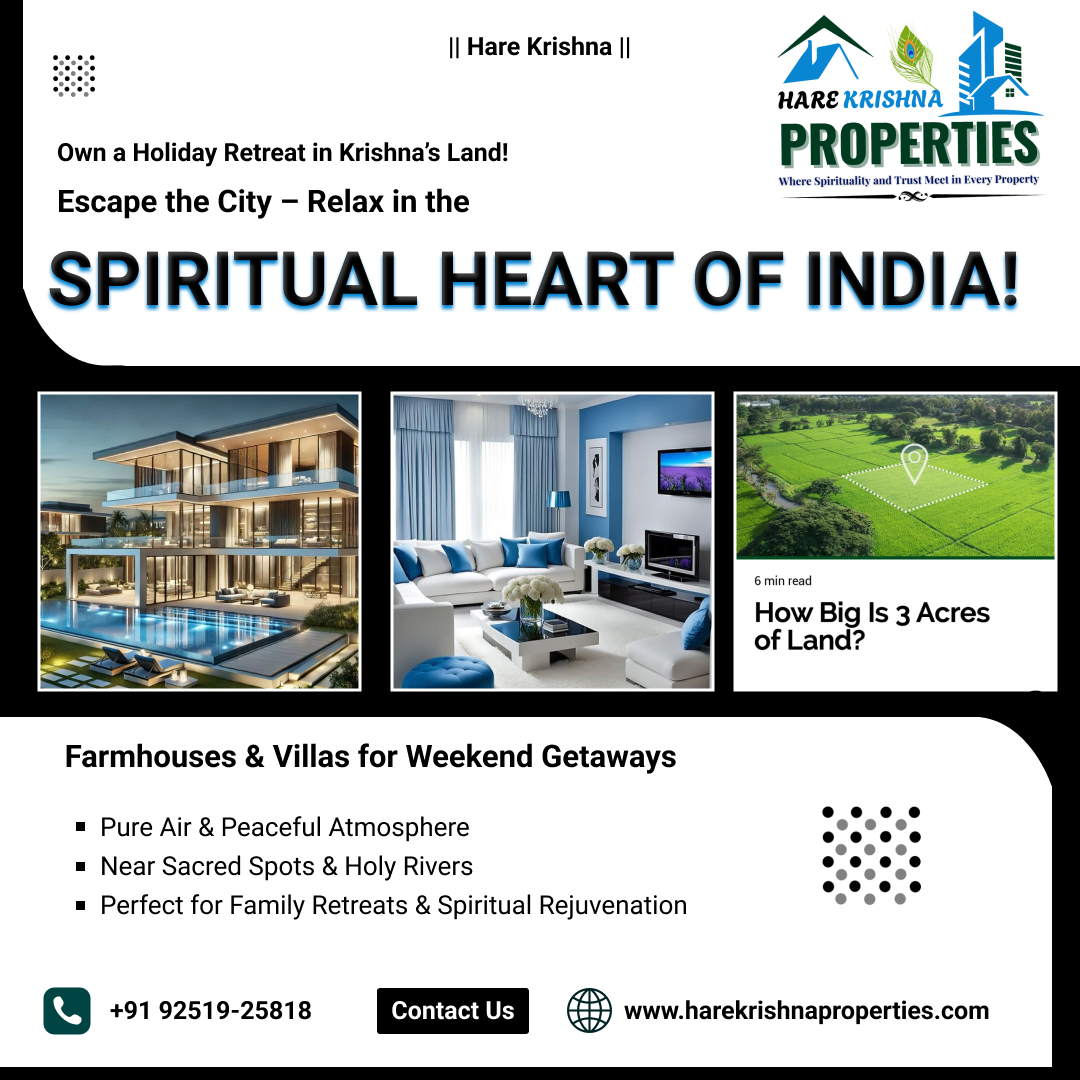 || Hare Krishna ||
HARE KRISHNA
PROPERTIES
Where Spirituality and Trust Meet in Every Property
Own a Holiday Retreat in Krishna’s Land!
Escape the City – Relax in the
SPIRITUAL HEART OF INDIA!
6 min read
How Big Is 3 Acres
of Land?
Farmhouses & Villas for Weekend Getaways
Pure Air & Peaceful Atmosphere
Near Sacred Spots & Holy Rivers
Perfect for Family Retreats & Spiritual Rejuvenation
+91 92519-25818
Contact Us
www.harekrishnaproperties.com